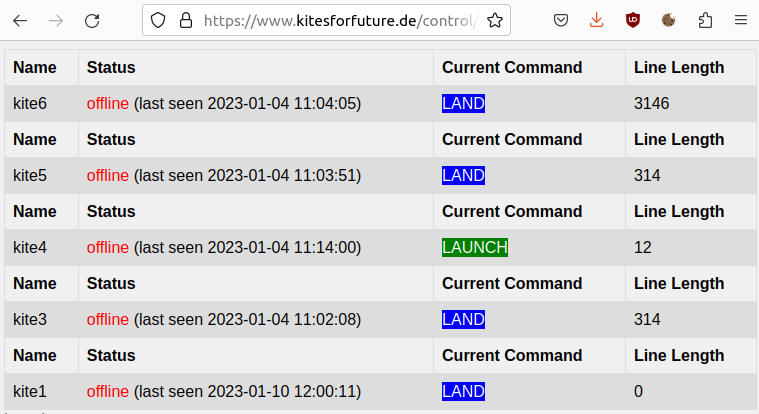 https://www.kitesforfuture.de/control/
Name Status Current Command Line Length
kite6 offline (last seen 2023-01-04 11:04:05) LAND 3146
Name Status Current Command Line Length
kite5 offline (last seen 2023-01-04 11:03:51) LAND 314
Name Status Current Command Line Length
kite4 offline (last seen 2023-01-04 11:14:00) LAUNCH 12
Name Status Current Command Line Length
kite3 offline (last seen 2023-01-04 11:02:08) LAND 314
Name Status Current Command Line Length
kite1 offline (last seen 2023-01-10 12:00:11) LAND 0